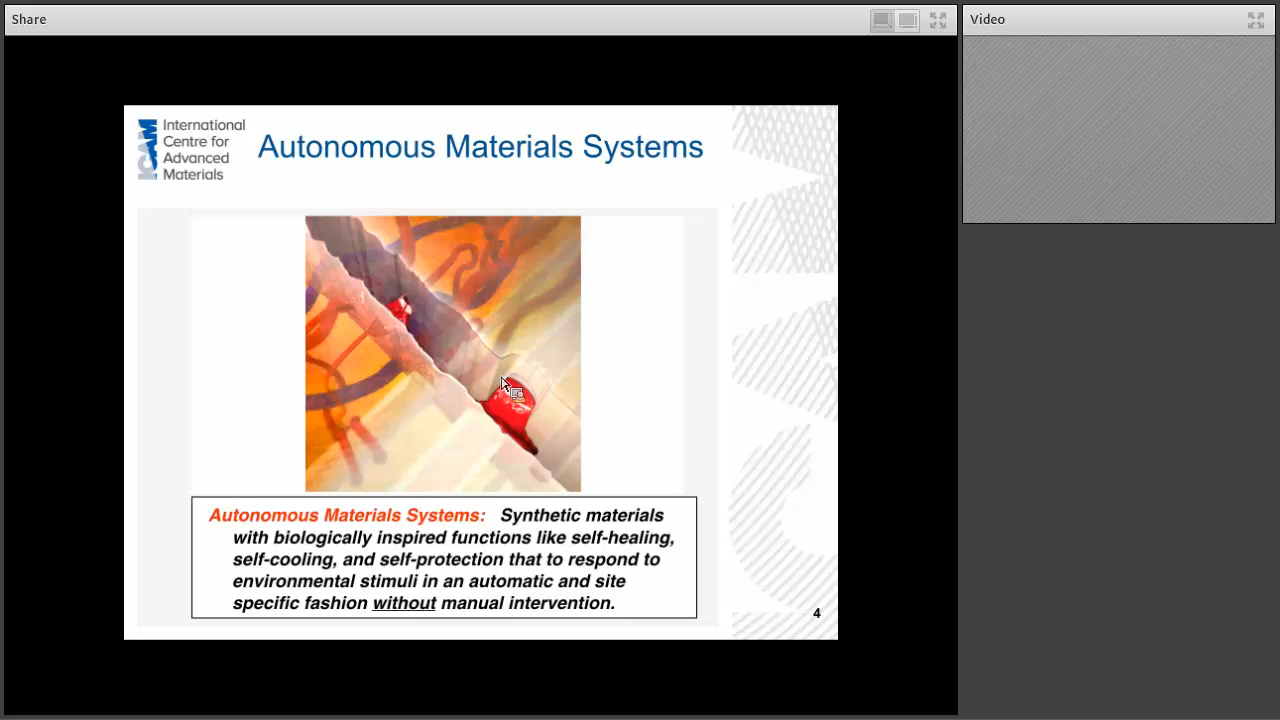 Share
Video
ICAM
International
Centre for
Advanced
Materials
Autonomous Materials Systems
Autonomous Materials Systems: Synthetic materials
with biologically inspired functions like self-healing,
self-cooling, and self-protection that to respond to
environmental stimuli in an automatic and site
specific fashion without manual intervention.
4